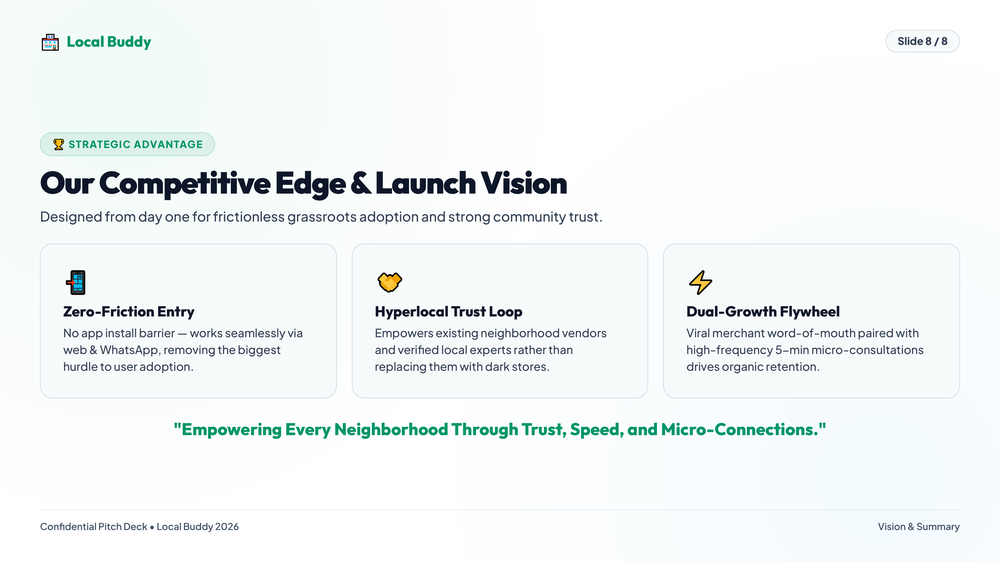 Local Buddy
Slide 8 / 8
🏆 STRATEGIC ADVANTAGE
Our Competitive Edge & Launch Vision
Designed from day one for frictionless grassroots adoption and strong community trust.
Zero-Friction Entry
No app install barrier — works seamlessly via
web & WhatsApp, removing the biggest
hurdle to user adoption.
Hyperlocal Trust Loop
Empowers existing neighborhood vendors
and verified local experts rather than
replacing them with dark stores.
Dual-Growth Flywheel
Viral merchant word-of-mouth paired with
high-frequency 5-min micro-consultations
drives organic retention.
"Empowering Every Neighborhood Through Trust, Speed, and Micro-Connections."
Confidential Pitch Deck • Local Buddy 2026
Vision & Summary